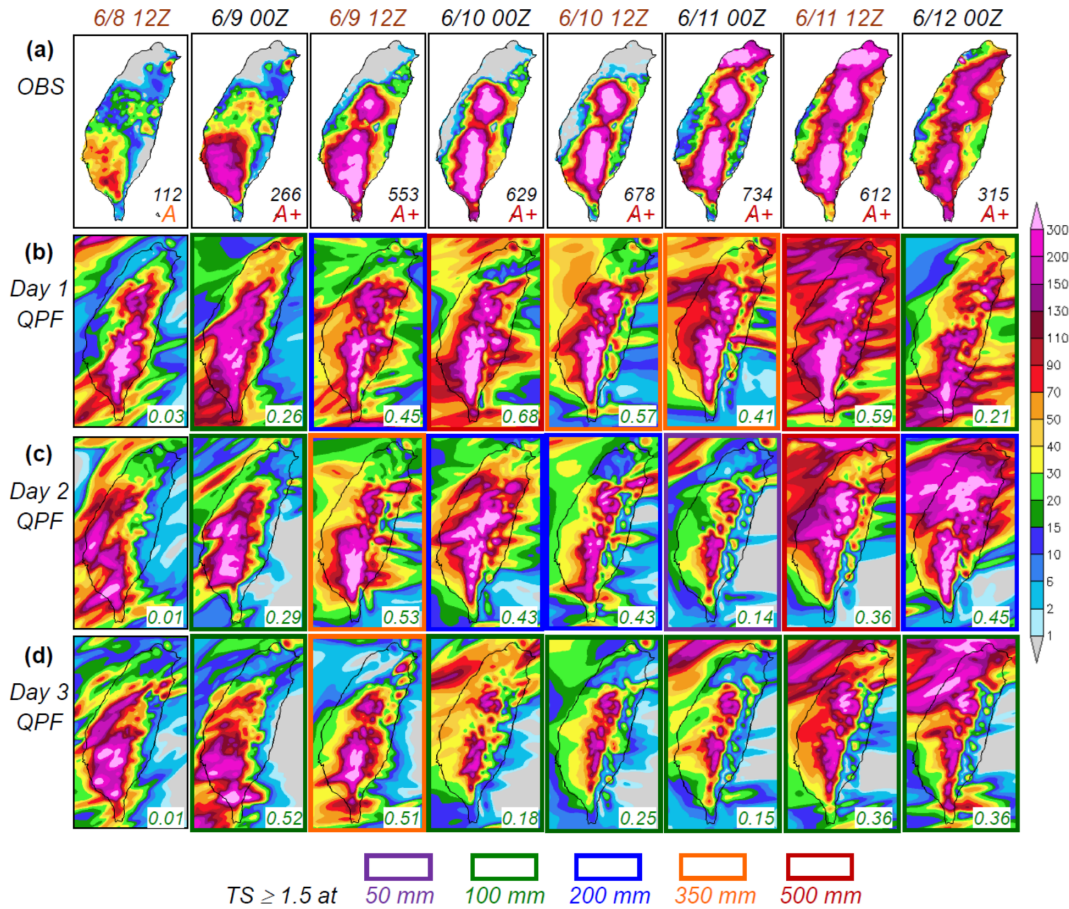 6/8 12Z 6/9 00Z 6/9 12Z 6/10 00Z 6/10 12Z 6/11 00Z 6/11 12Z 6/12 00Z
(a)
OBS
112 266 553 629 678 734 612 315
A A+ A+ A+ A+ A+ A+ A+
(b)
Day 1
QPF
0.03 0.26 0.45 0.68 0.57 0.41 0.59 0.21
(c)
Day 2
QPF
0.01 0.29 0.53 0.43 0.43 0.14 0.36 0.45
(d)
Day 3
QPF
0.01 0.52 0.51 0.18 0.25 0.15 0.36 0.36
300
200
150
130
110
90
70
50
40
30
20
15
10
6
2
1
TS ≥ 1.5 at 50 mm 100 mm 200 mm 350 mm 500 mm